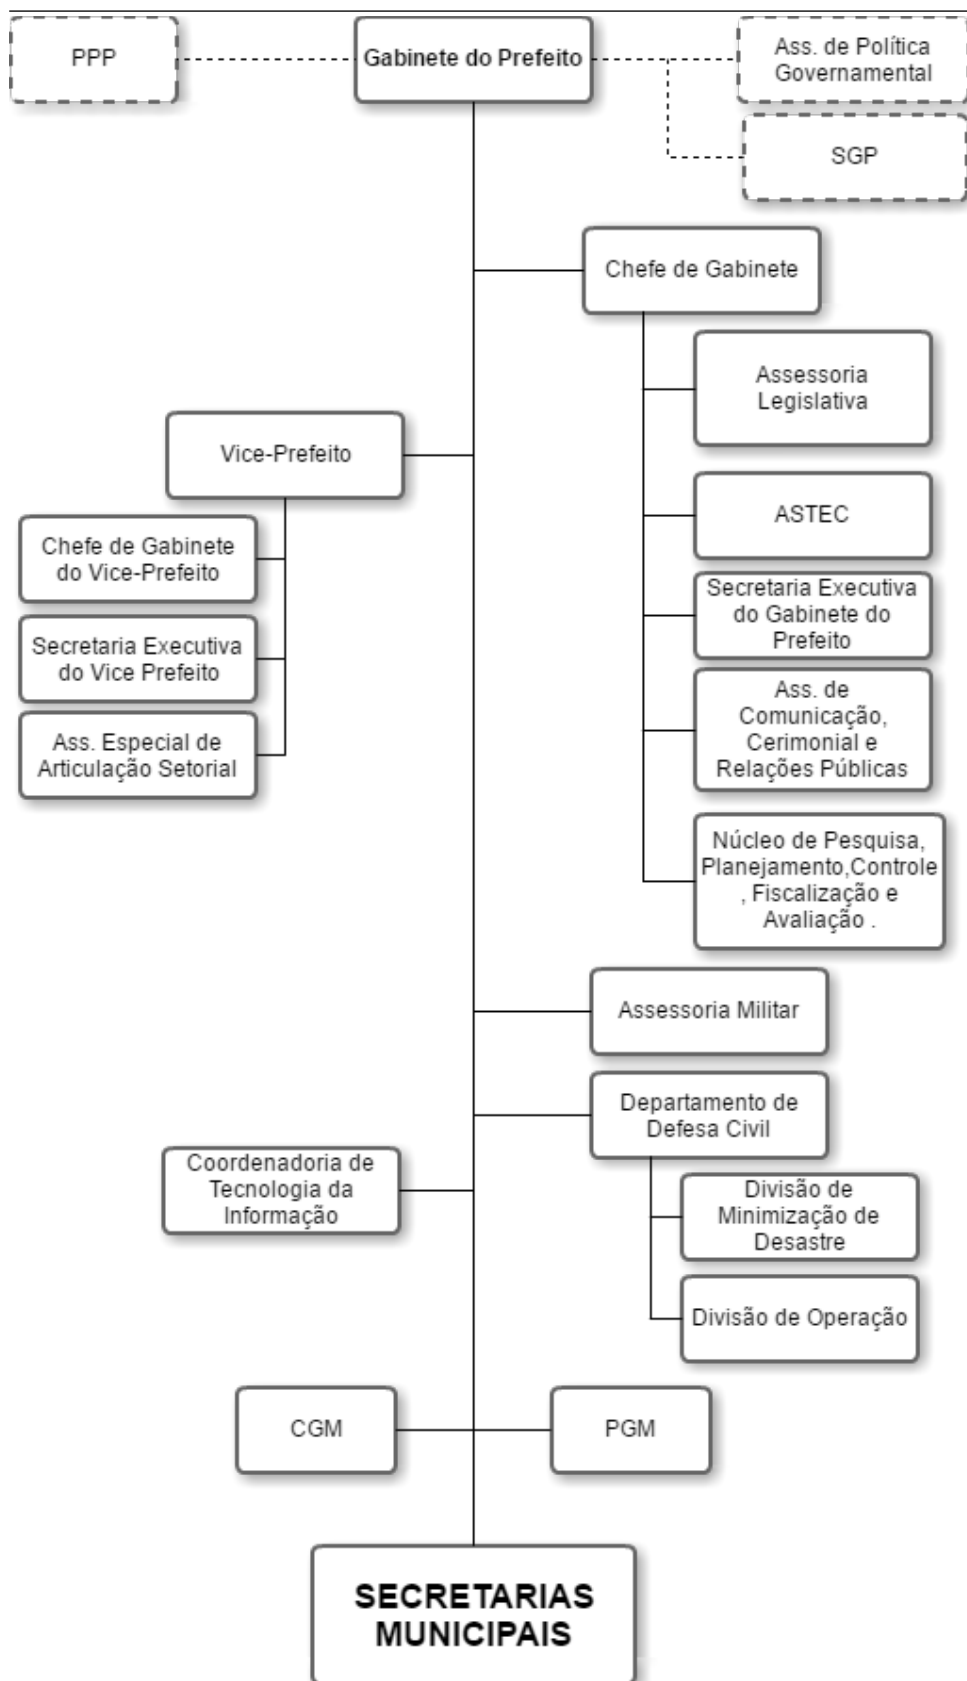 PPP
Gabinete do Prefeito
Ass. de Política
Governamental
SGP
Chefe de Gabinete
Assessoria
Legislativa
Vice-Prefeito
ASTEC
Chefe de Gabinete
do Vice-Prefeito
Secretaria Executiva
do Gabinete do
Prefeito
Secretaria Executiva
do Vice Prefeito
Ass. de
Comunicação,
Cerimonial e
Relações Públicas
Ass. Especial de
Articulação Setorial
Núcleo de Pesquisa,
Planejamento,Controle
, Fiscalização e
Avaliação .
Assessoria Militar
Departamento de
Defesa Civil
Coordenadoria de
Tecnologia da
Informação
Divisão de
Minimização de
Desastre
Divisão de Operação
CGM
PGM
SECRETARIAS
MUNICIPAIS